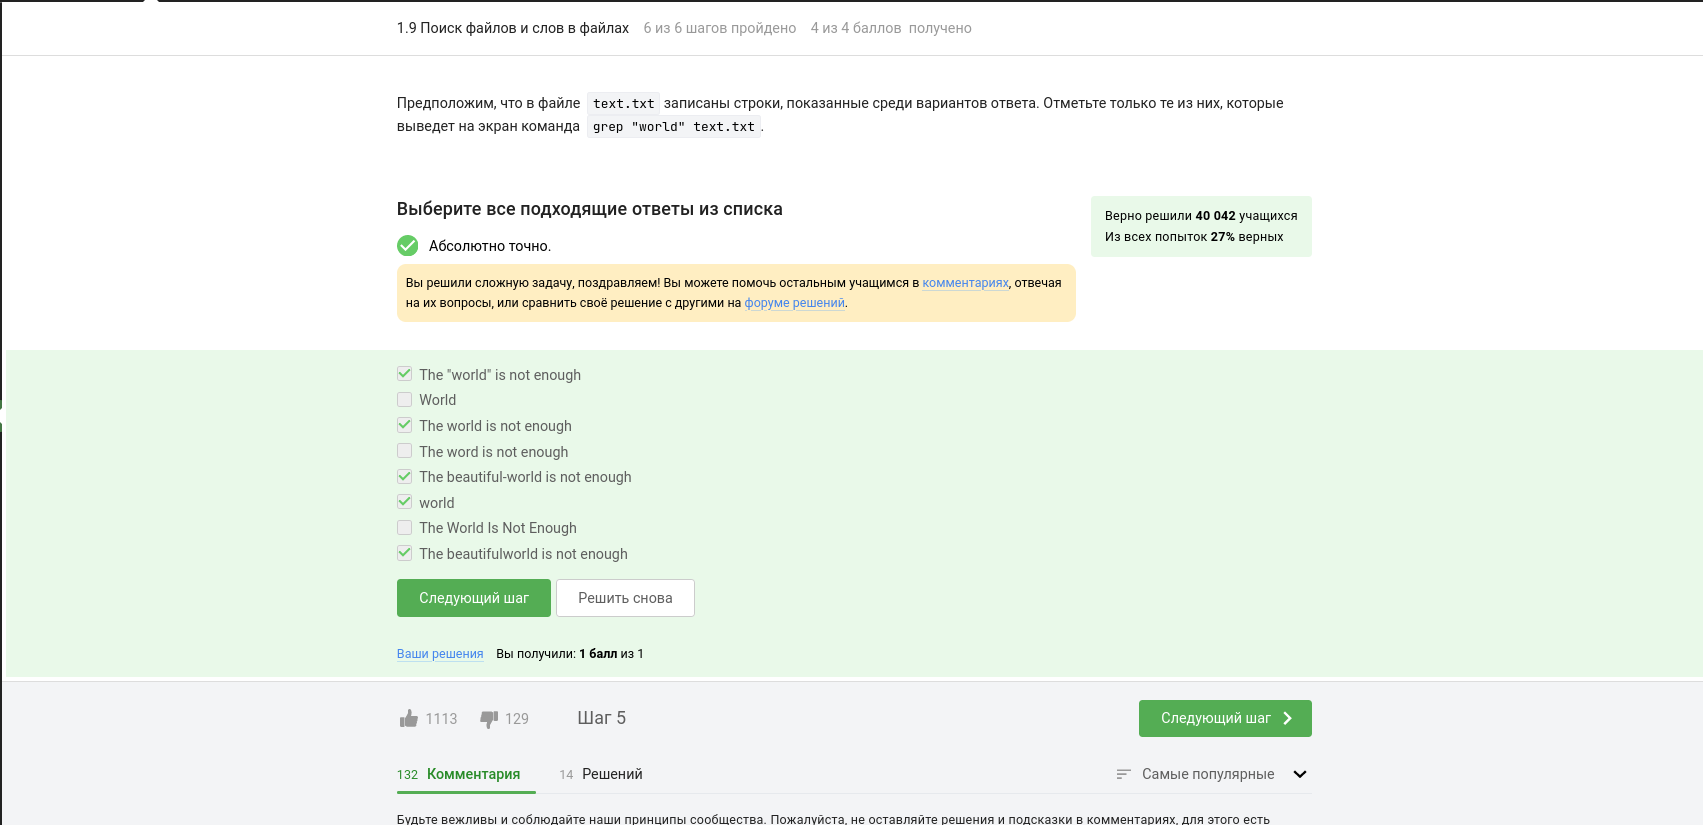 1.9 Поиск файлов и слов в файлах 6 из 6 шагов пройдено 4 из 4 баллов получено
Предположим, что в файле text.txt записаны строки, показанные среди вариантов ответа. Отметьте только те из них, которые
выведет на экран команда grep "world" text.txt.
Выберите все подходящие ответы из списка
Верно решили 40 042 учащихся
Из всех попыток 27% верных
Абсолютно точно.
Вы решили сложную задачу, поздравляем! Вы можете помочь остальным учащимся в комментариях, отвечая
на их вопросы, или сравнить своё решение с другими на форуме решений.
The "world" is not enough
World
The world is not enough
The word is not enough
The beautiful-world is not enough
world
The World Is Not Enough
The beautifulworld is not enough
Следующий шаг Решить снова
Ваши решения Вы получили: 1 балл из 1
1113 129 Шаг 5 Следующий шаг
132 Комментария 14 Решений Самые популярные
Будьте вежливы и соблюдайте наши принципы сообщества. Пожалуйста, не оставляйте решения и подсказки в комментариях, для этого есть